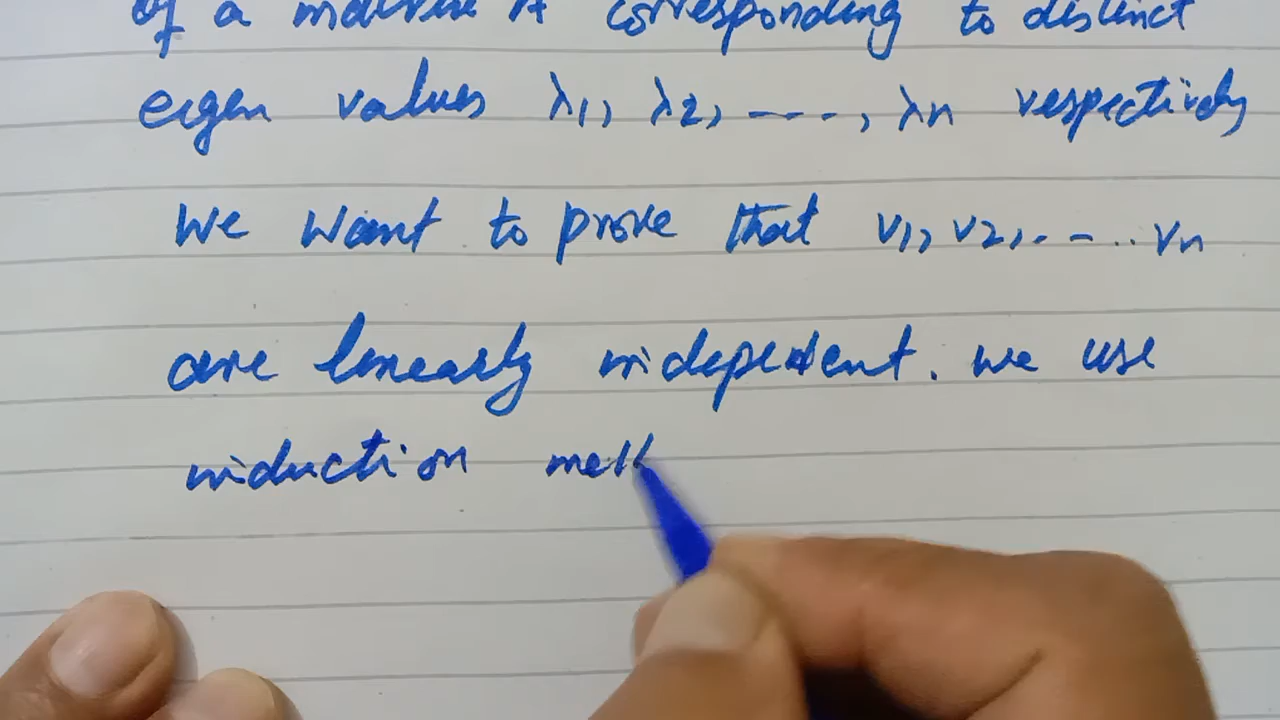 of a matrix A corresponding to distinct
eigen values λ1, λ2, ----, λn respectively
We want to prove that v1, v2,. - ... vn
are linearly independent. we use
induction meth